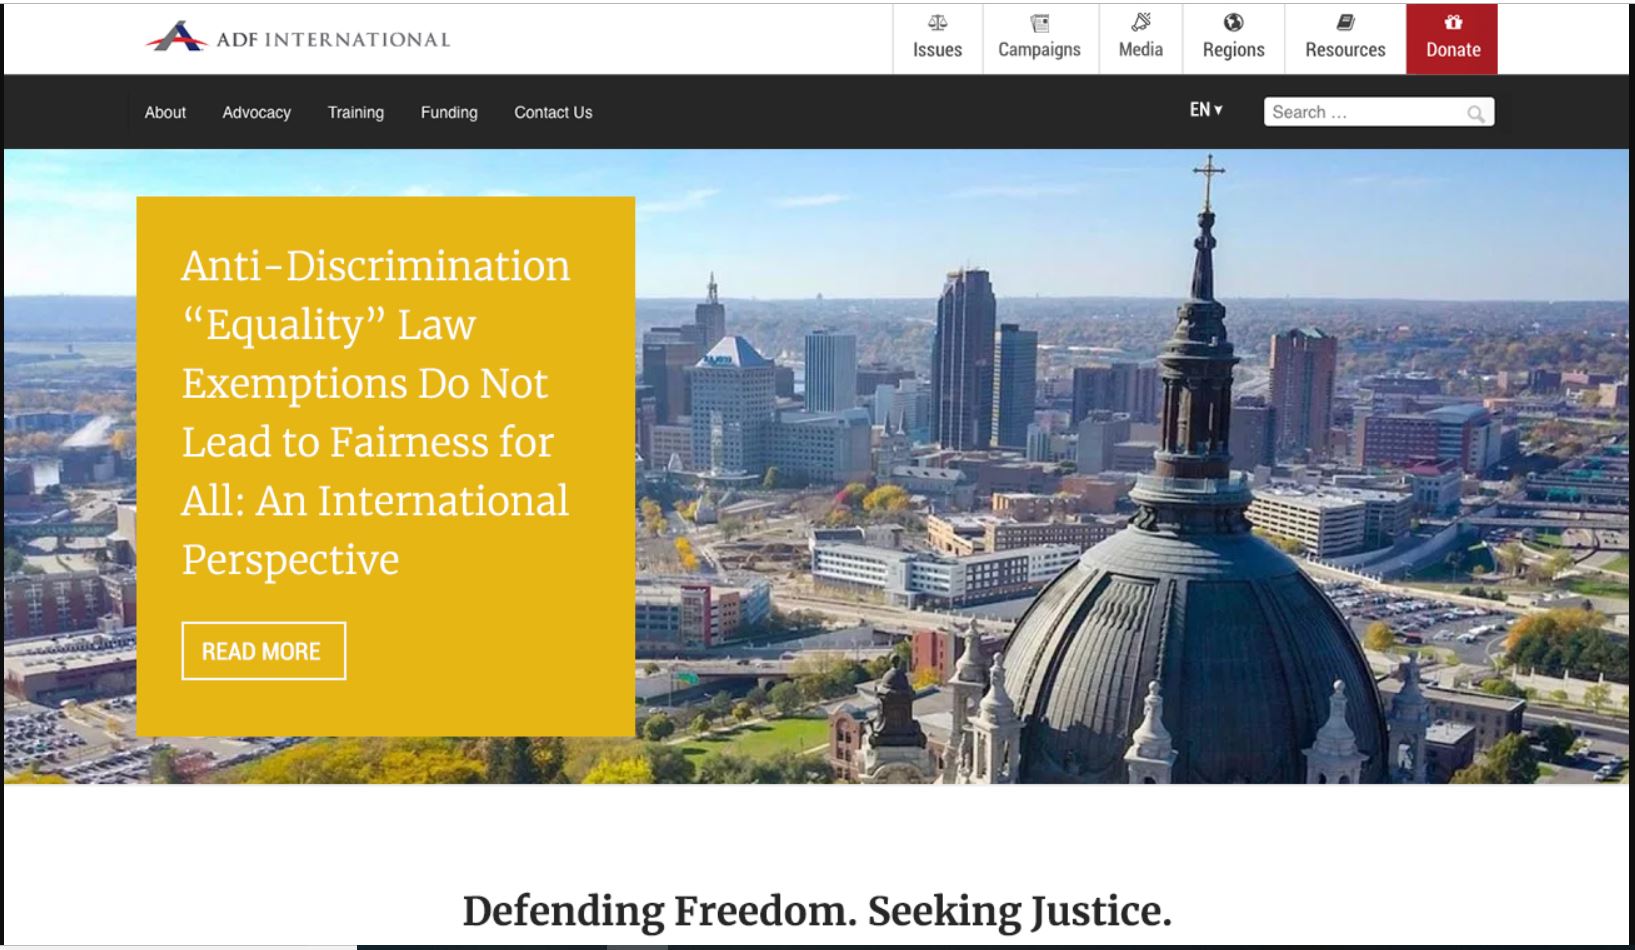 ADF INTERNATIONAL
Issues
Campaigns
Media
Regions
Resources
Donate
About
Advocacy
Training
Funding
Contact Us
EN
Search ...
Anti-Discrimination
“Equality” Law
Exemptions Do Not
Lead to Fairness for
All: An International
Perspective
READ MORE
Defending Freedom. Seeking Justice.